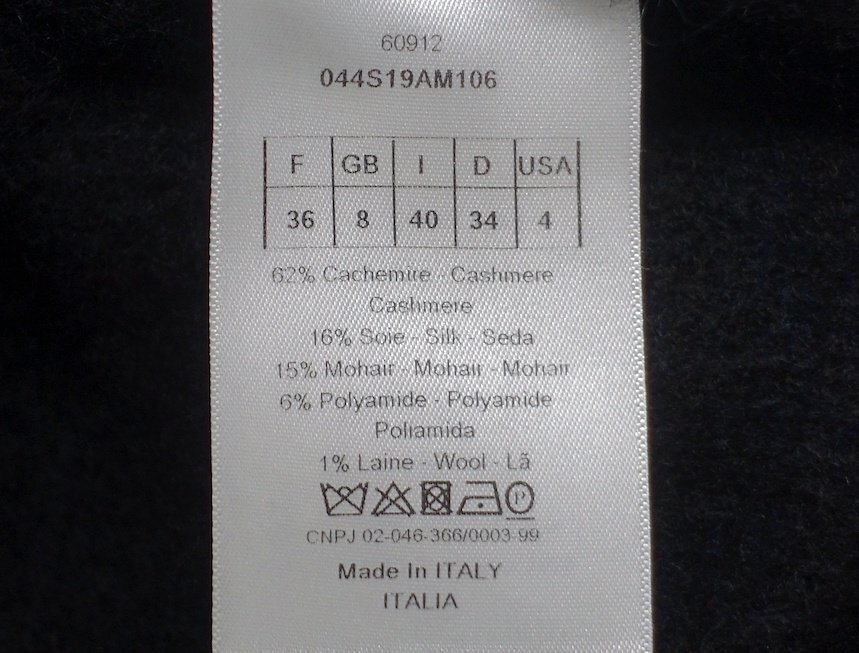 60912
044S19AM106
F GB I D USA
36 8 40 34 4
62% Cachemire - Cashmere
Cashmere
16% Soie - Silk - Seda
15% Mohair - Mohair - Mohair
6% Polyamide - Polyamide
Poliamida
1% Laine - Wool - Lã
P
CNPJ 02-046-366/0003-99
Made In ITALY
ITALIA